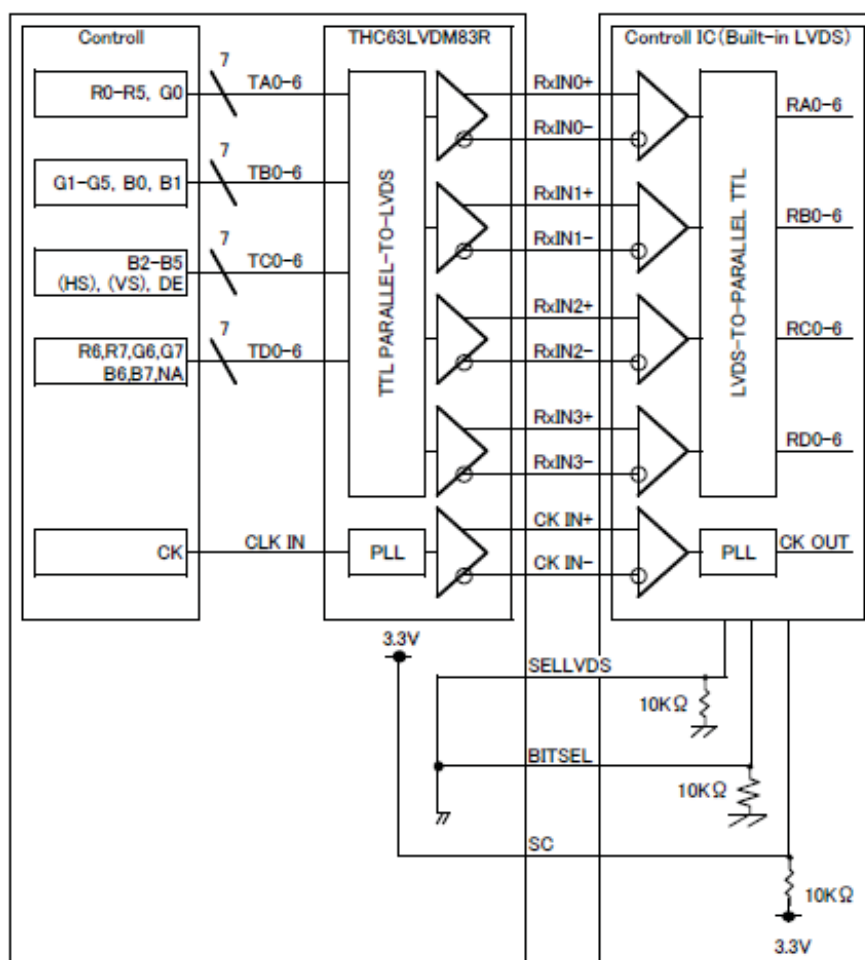 Controll
THC63LVDM83R
Controll IC(Built-in LVDS)
R0-R5, G0
7
TA0-6
RxIN0+
RxIN0-
RA0-6
G1-G5, B0, B1
7
TB0-6
RxIN1+
RxIN1-
RB0-6
B2-B5
(HS), (VS), DE
7
TC0-6
RxIN2+
RxIN2-
RC0-6
R6,R7,G6,G7
B6,B7,NA
7
TD0-6
RxIN3+
RxIN3-
RD0-6
TTL PARALLEL-TO-LVDS
LVDS-TO-PARALLEL TTL
CK
CLK IN
PLL
CK IN+
CK IN-
PLL
CK OUT
3.3V
SELLVDS
10KΩ
BITSEL
10KΩ
SC
10KΩ
3.3V